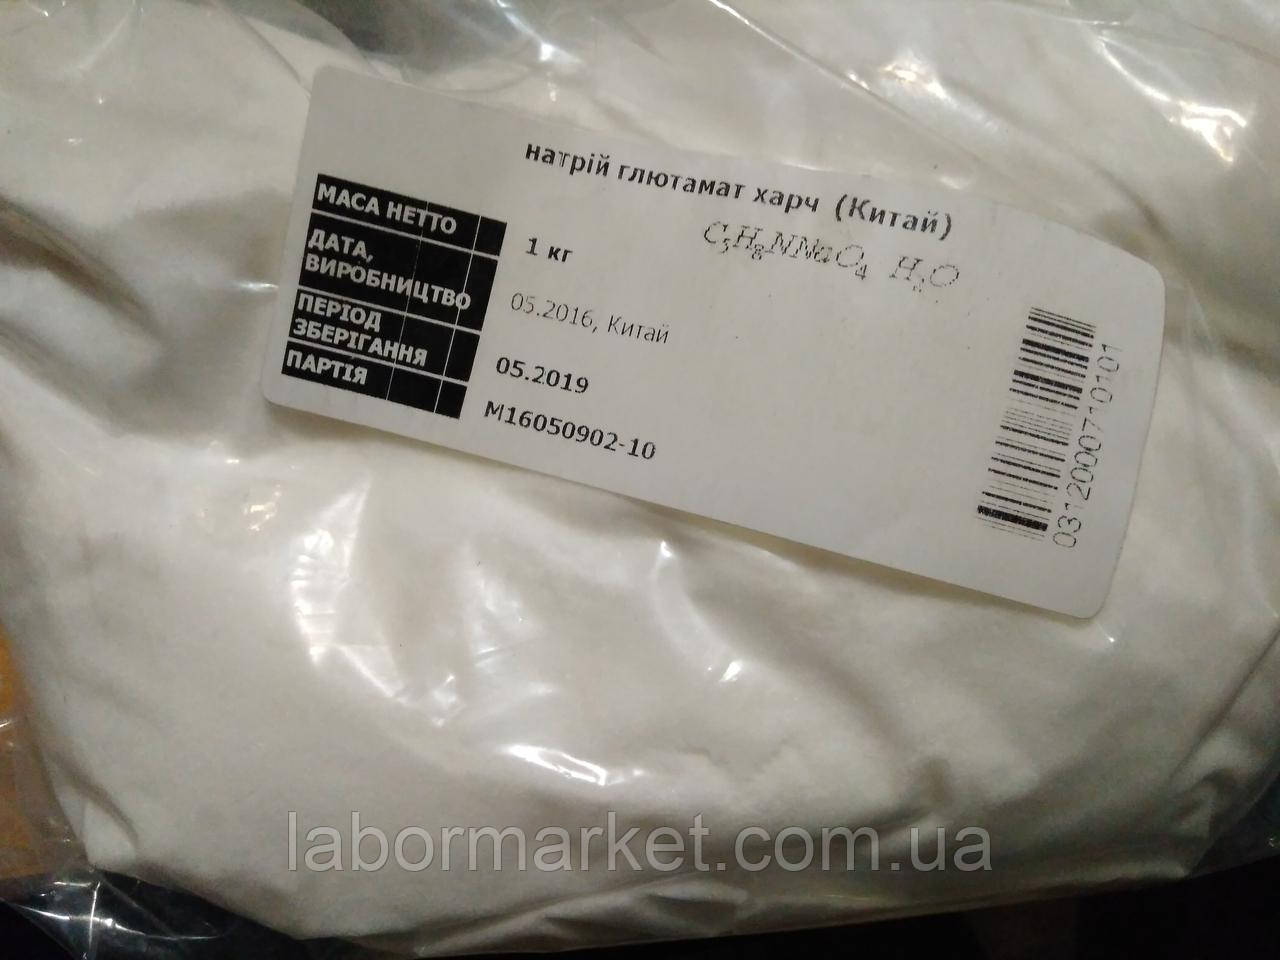 натрій глютамат харч (Китай)
C₅H₈NNaO₄ H₂O
МАСА НЕТТО 1 кг
ДАТА, ВИРОБНИЦТВО 05.2016, Китай
ПЕРІОД ЗБЕРІГАННЯ 05.2019
ПАРТІЯ M16050902-10
0312000710101
labormarket.com.ua